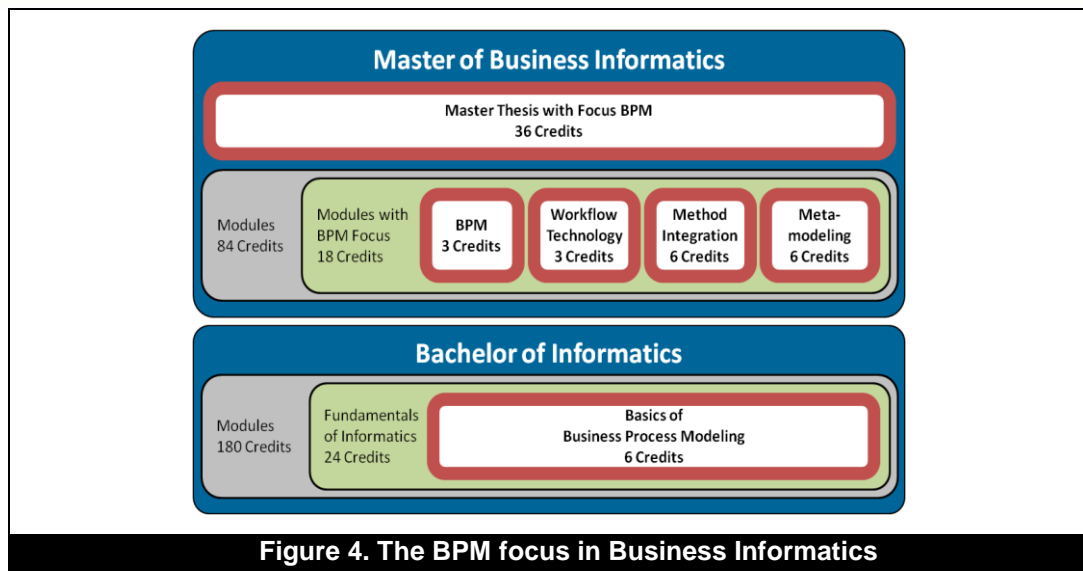 Master of Business Informatics
Master Thesis with Focus BPM
36 Credits
Modules
84 Credits
Modules with
BPM Focus
18 Credits
BPM
3 Credits
Workflow
Technology
3 Credits
Method
Integration
6 Credits
Meta-
modeling
6 Credits
Bachelor of Informatics
Modules
180 Credits
Fundamentals
of Informatics
24 Credits
Basics of
Business Process Modeling
6 Credits
Figure 4. The BPM focus in Business Informatics